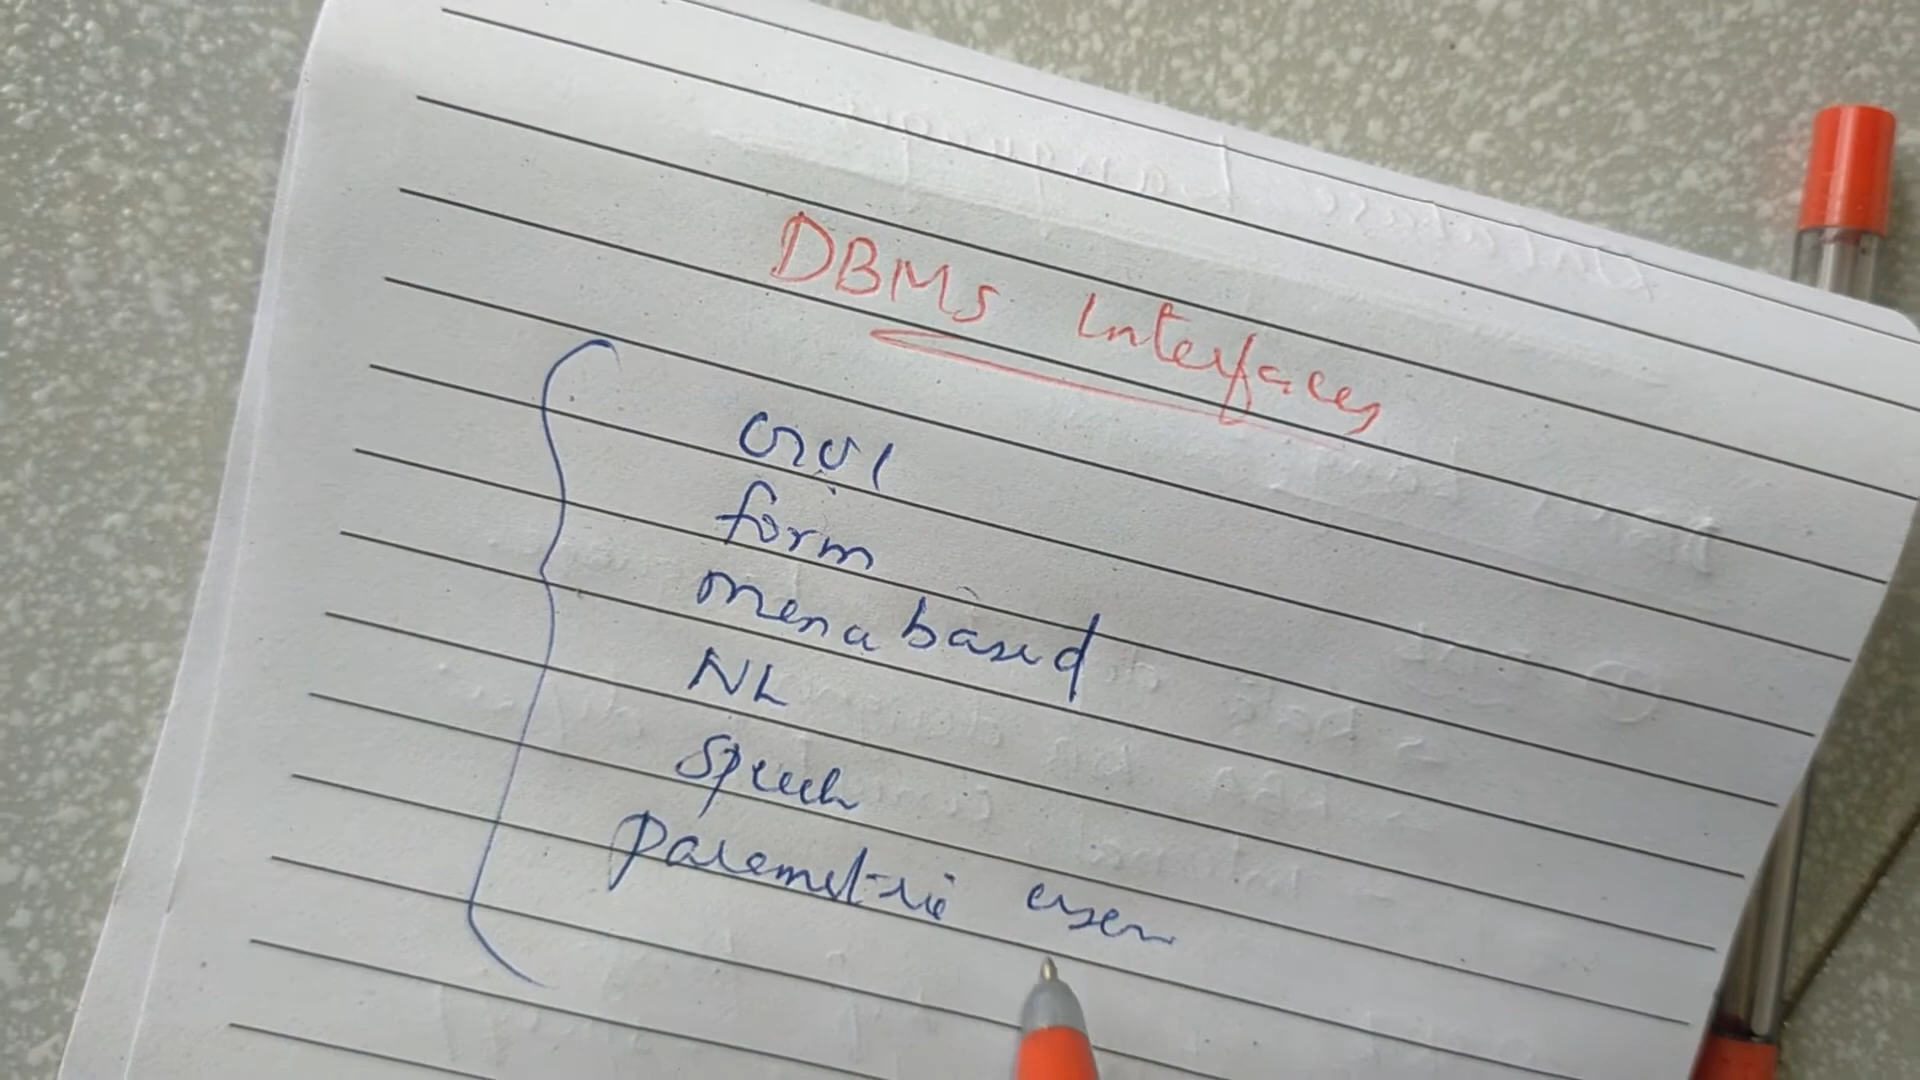 DBMS Interfaces
GUI
form
menu based
NL
Speech
Parametric user